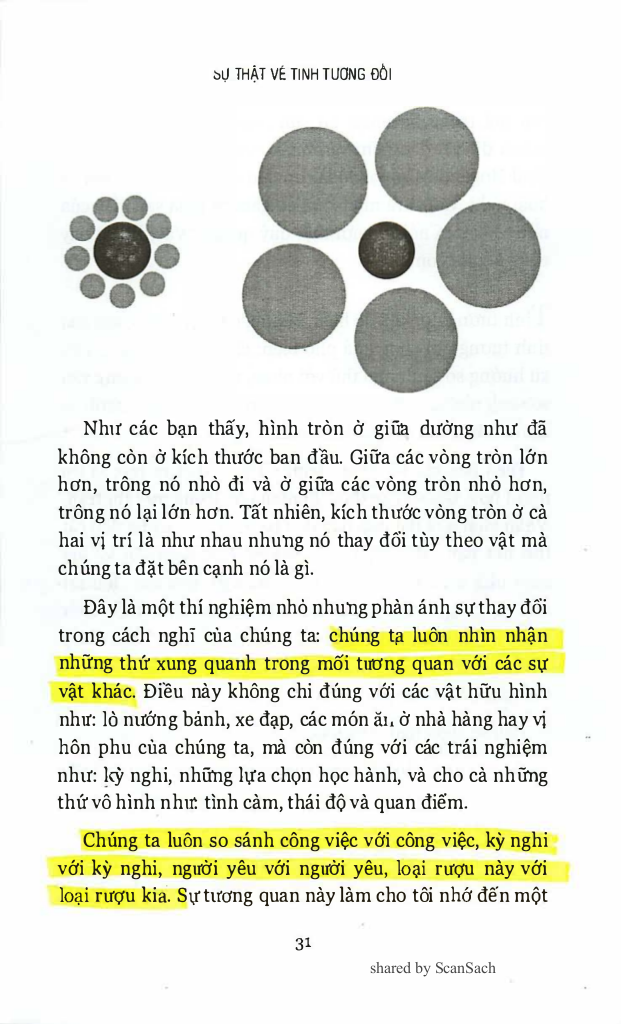 SỰ THẬT VỀ TÍNH TƯƠNG ĐỐI
Như các bạn thấy, hình tròn ở giữa dường như đã
không còn ở kích thước ban đầu. Giữa các vòng tròn lớn
hơn, trông nó nhỏ đi và ở giữa các vòng tròn nhỏ hơn,
trông nó lại lớn hơn. Tất nhiên, kích thước vòng tròn ở cả
hai vị trí là như nhau nhưng nó thay đổi tùy theo vật mà
chúng ta đặt bên cạnh nó là gì.
Đây là một thí nghiệm nhỏ nhưng phản ánh sự thay đổi
trong cách nghĩ của chúng ta: chúng ta luôn nhìn nhận
những thứ xung quanh trong mối tương quan với các sự
vật khác. Điều này không chỉ đúng với các vật hữu hình
như: lò nướng bánh, xe đạp, các món ăn ở nhà hàng hay vị
hôn phu của chúng ta, mà còn đúng với các trải nghiệm
như: kỳ nghỉ, những lựa chọn học hành, và cho cả những
thứ vô hình như: tình cảm, thái độ và quan điểm.
Chúng ta luôn so sánh công việc với công việc, kỳ nghỉ
với kỳ nghỉ, người yêu với người yêu, loại rượu này với
loại rượu kia. Sự tương quan này làm cho tôi nhớ đến một
31
shared by ScanSach